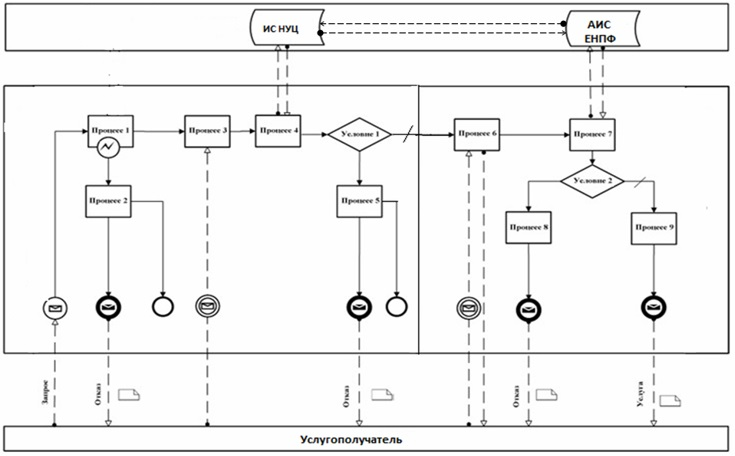 ИС НУЦ
АИС
ЕНПФ
Процесс 1
Процесс 3
Процесс 4
Условие 1
Процесс 6
Процесс 7
Процесс 2
Процесс 5
Условие 2
Процесс 8
Процесс 9
Запрос
Отказ
Отказ
Отказ
Услуга
Услугополучатель